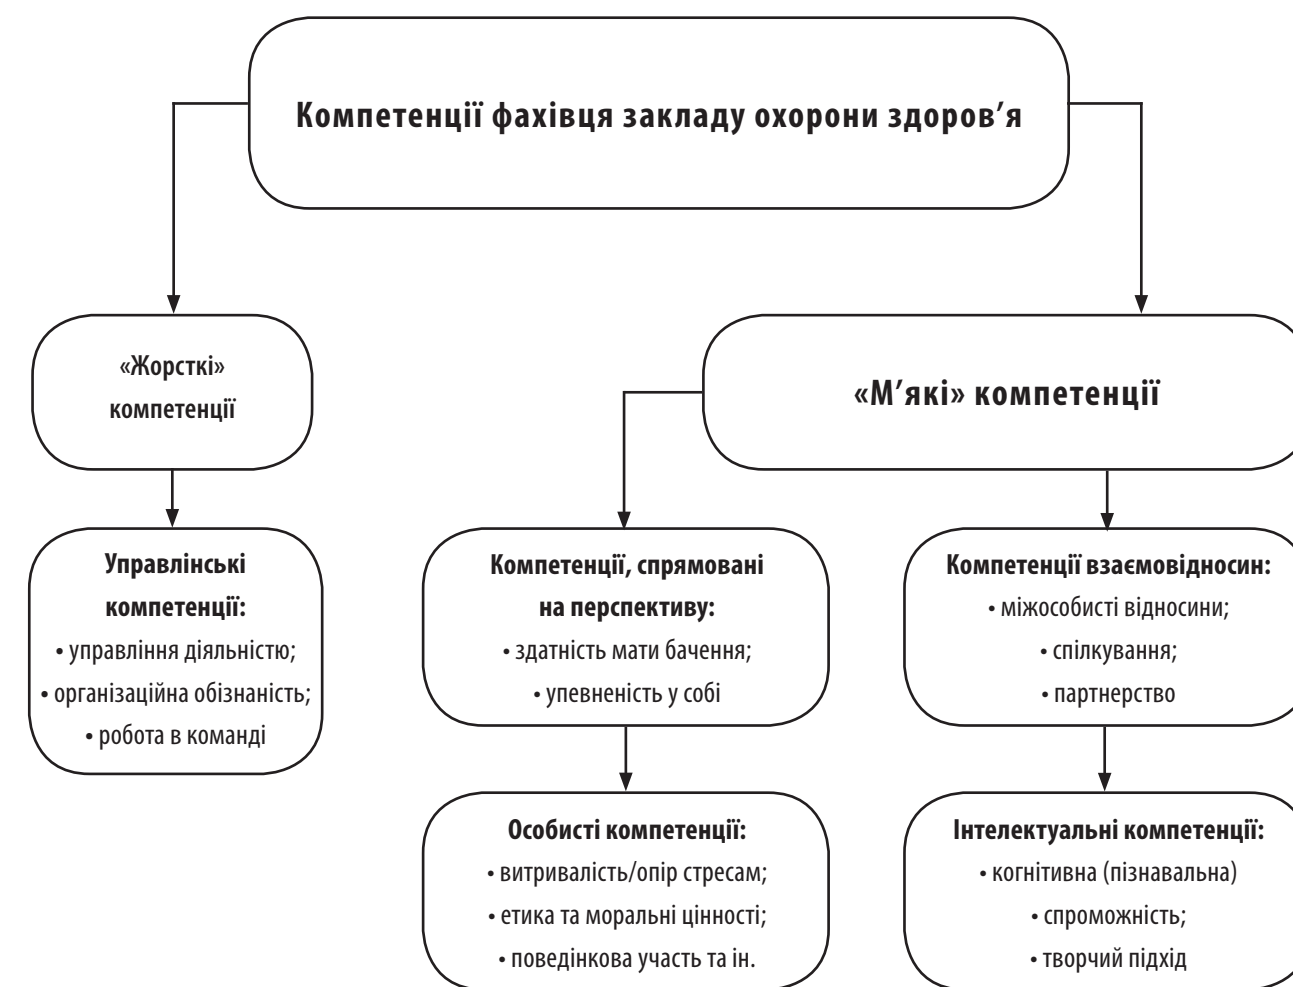 Компетенції фахівця закладу охорони здоров’я
«Жорсткі»
компетенції
«М’які» компетенції
Управлінські
компетенції:
• управління діяльністю;
• організаційна обізнаність;
• робота в команді
Компетенції, спрямовані
на перспективу:
• здатність мати бачення;
• упевненість у собі
Компетенції взаємовідносин:
• міжособисті відносини;
• спілкування;
• партнерство
Особисті компетенції:
• витривалість/опір стресам;
• етика та моральні цінності;
• поведінкова участь та ін.
Інтелектуальні компетенції:
• когнітивна (пізнавальна)
• спроможність;
• творчий підхід